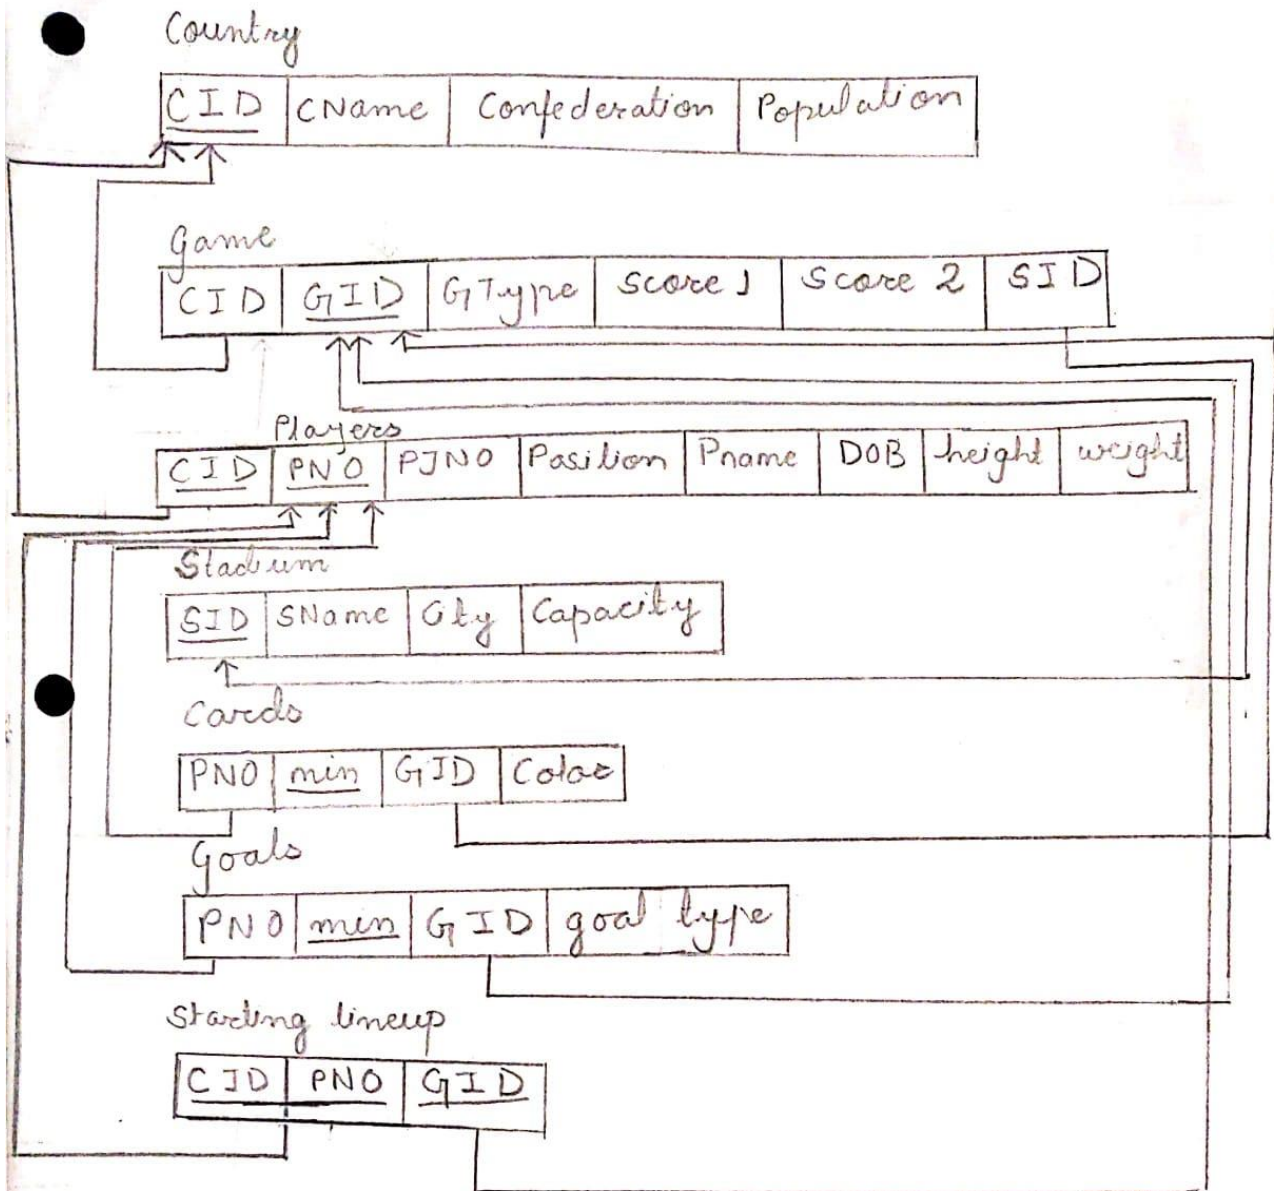 Country
CID CName Confederation Population
Game
CID GID GType Score 1 Score 2 SID
Players
CID PNO PJNO Position Pname DOB height weight
Stadium
SID SName City Capacity
Cards
PNO min GID Color
Goals
PNO min GID goal type
Starting lineup
CID PNO GID